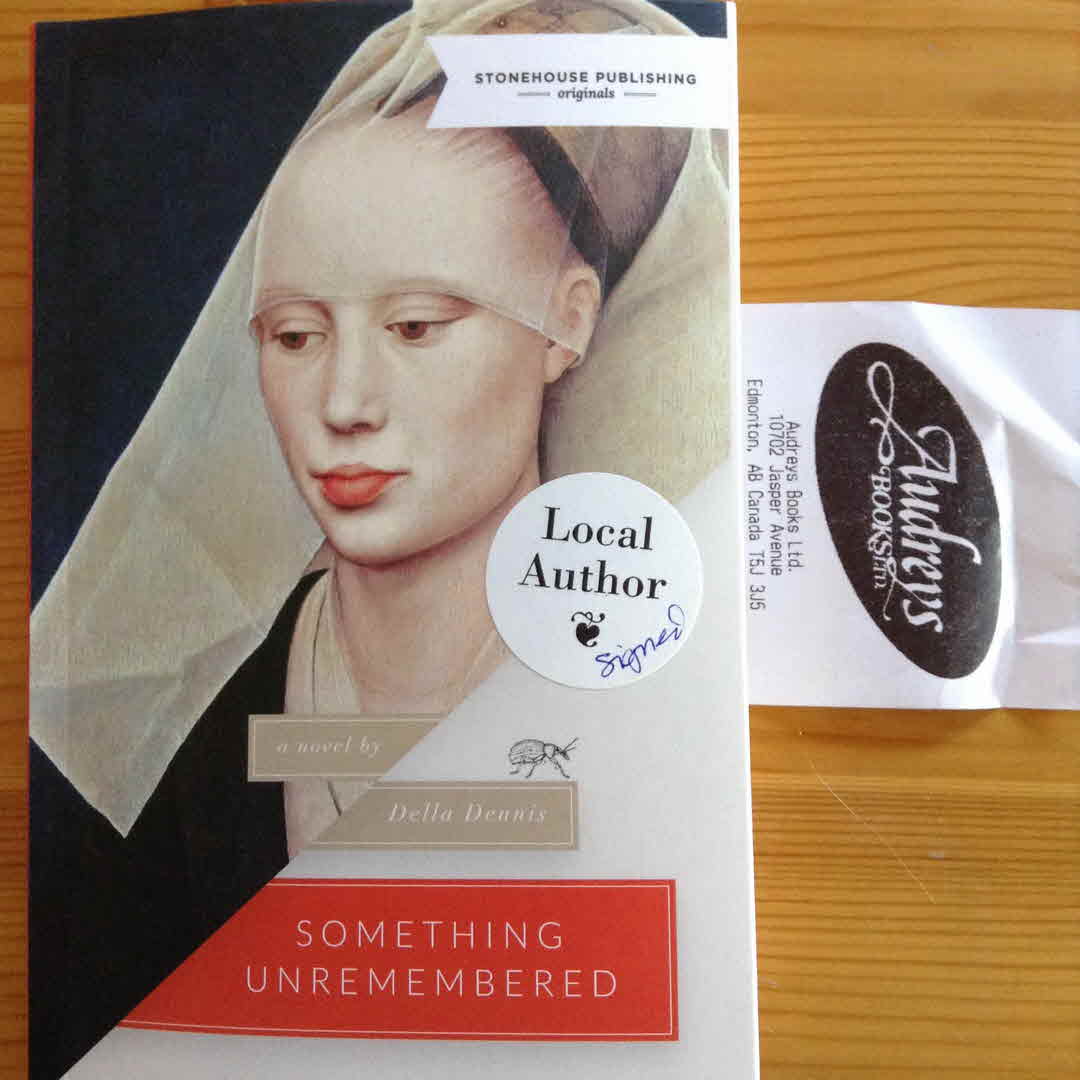 STONEHOUSE PUBLISHING
originals
Local
Author
signed
a novel by
Della Dennis
SOMETHING
UNREMEMBERED
Audreys
BOOKS LTD.
Audreys Books Ltd.
10702 Jasper Avenue
Edmonton, AB Canada T5J 3J5